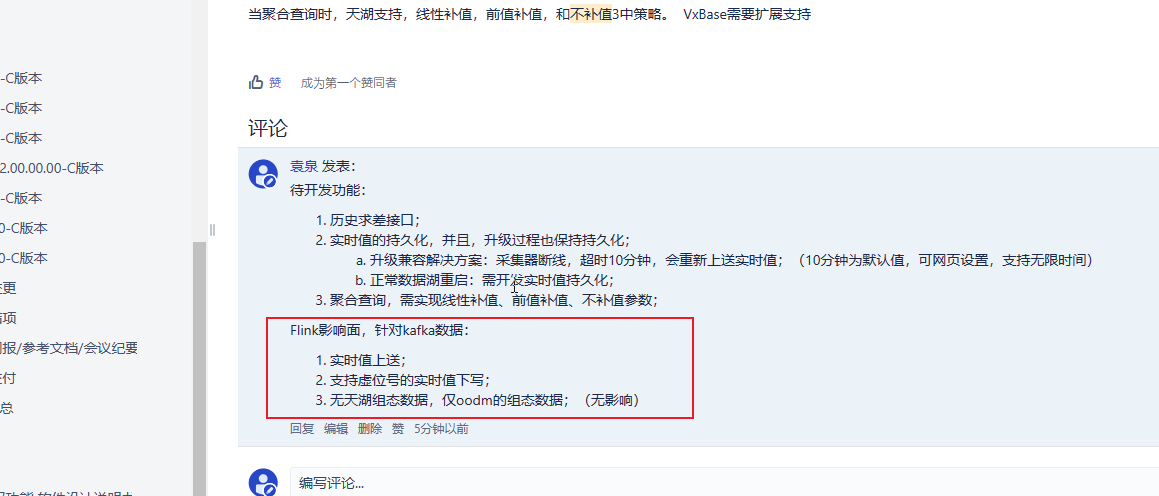 当聚合查询时，天湖支持，线性补值，前值补值，和不补值3中策略。 VxBase需要扩展支持
赞 成为第一个赞同者
评论
袁泉 发表：
待开发功能：
1. 历史求差接口；
2. 实时值的持久化，并且，升级过程也保持持久化；
a. 升级兼容解决方案：采集器断线，超时10分钟，会重新上送实时值；（10分钟为默认值，可网页设置，支持无限时间）
b. 正常数据湖重启：需开发实时值持久化；
3. 聚合查询，需实现线性补值、前值补值、不补值参数；
Flink影响面，针对kafka数据：
1. 实时值上送；
2. 支持虚位号的实时值下写；
3. 无天湖组态数据，仅oodm的组态数据；（无影响）
回复 编辑 删除 赞 5分钟以前
编写评论...
-C版本
-C版本
-C版本
2.00.00.00-C版本
-C版本
0-C版本
0-C版本
更
项
报/参考文档/会议纪要
付
总